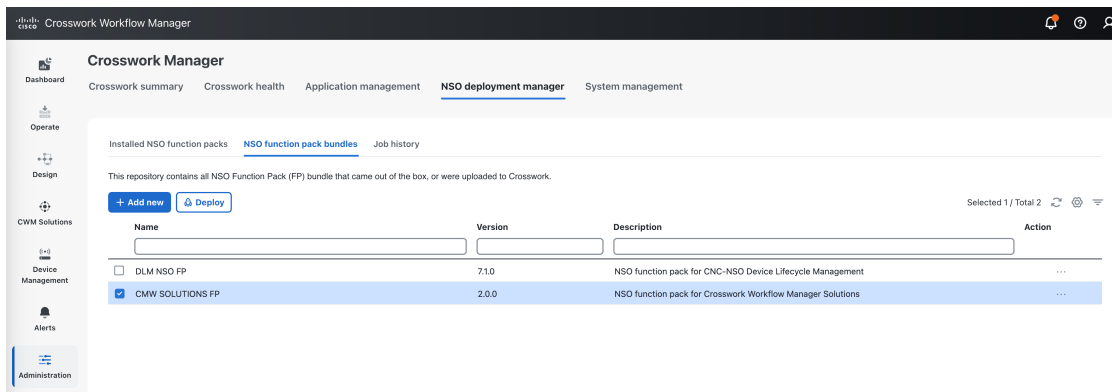 cisco Crosswork Workflow Manager
Crosswork Manager
Dashboard
Crosswork summary Crosswork health Application management NSO deployment manager System management
Operate
Installed NSO function packs NSO function pack bundles Job history
Design
This repository contains all NSO Function Pack (FP) bundle that came out of the box, or were uploaded to Crosswork.
+ Add new Deploy Selected 1 / Total 2
CWM Solutions
Name Version Description Action
Device
Management
DLM NSO FP 7.1.0 NSO function pack for CNC-NSO Device Lifecycle Management ...
CMW SOLUTIONS FP 2.0.0 NSO function pack for Crosswork Workflow Manager Solutions ...
Alerts
Administration